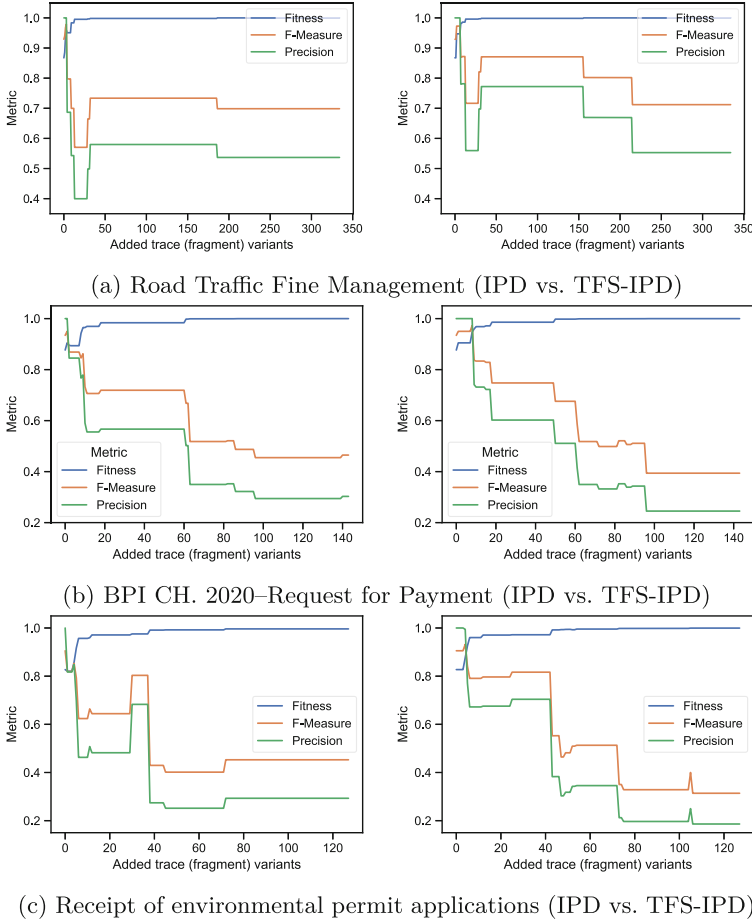 1.0
0.9
0.8
0.7
0.6
0.5
0.4
Metric
Fitness
F-Measure
Precision
0 50 100 150 200 250 300 350
Added trace (fragment) variants
1.0
0.9
0.8
0.7
0.6
0.5
0.4
Metric
Fitness
F-Measure
Precision
0 50 100 150 200 250 300 350
Added trace (fragment) variants
(a) Road Traffic Fine Management (IPD vs. TFS-IPD)
1.0
0.8
0.6
0.4
0.2
Metric
Metric
Fitness
F-Measure
Precision
0 20 40 60 80 100 120 140
Added trace (fragment) variants
1.0
0.8
0.6
0.4
0.2
Metric
Metric
Fitness
F-Measure
Precision
0 20 40 60 80 100 120 140
Added trace (fragment) variants
(b) BPI CH. 2020–Request for Payment (IPD vs. TFS-IPD)
1.0
0.8
0.6
0.4
0.2
Metric
Fitness
F-Measure
Precision
0 20 40 60 80 100 120
Added trace (fragment) variants
1.0
0.8
0.6
0.4
0.2
Metric
Fitness
F-Measure
Precision
0 20 40 60 80 100 120
Added trace (fragment) variants
(c) Receipt of environmental permit applications (IPD vs. TFS-IPD)